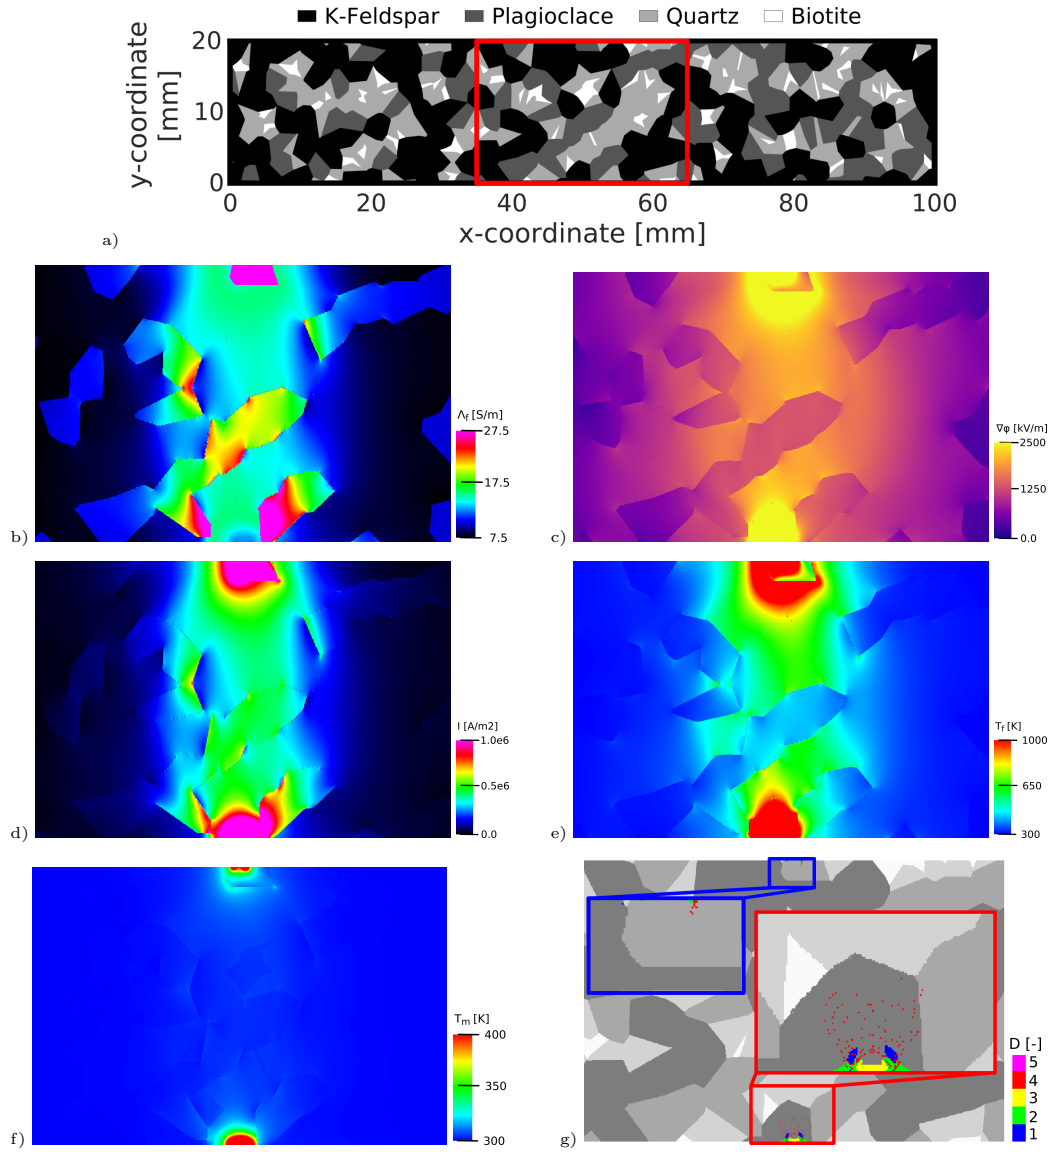 K-Feldspar Plagioclace Quartz Biotite
y-coordinate [mm]
20
10
0
0 20 40 60 80 100
x-coordinate [mm]
a)
Λf [S/m]
27.5
17.5
7.5
b)
∇φ [kV/m]
2500
1250
0.0
c)
I [A/m2]
1.0e6
0.5e6
0.0
d)
Tf [K]
1000
650
300
e)
Tm [K]
400
350
300
f)
D [-]
5
4
3
2
1
g)